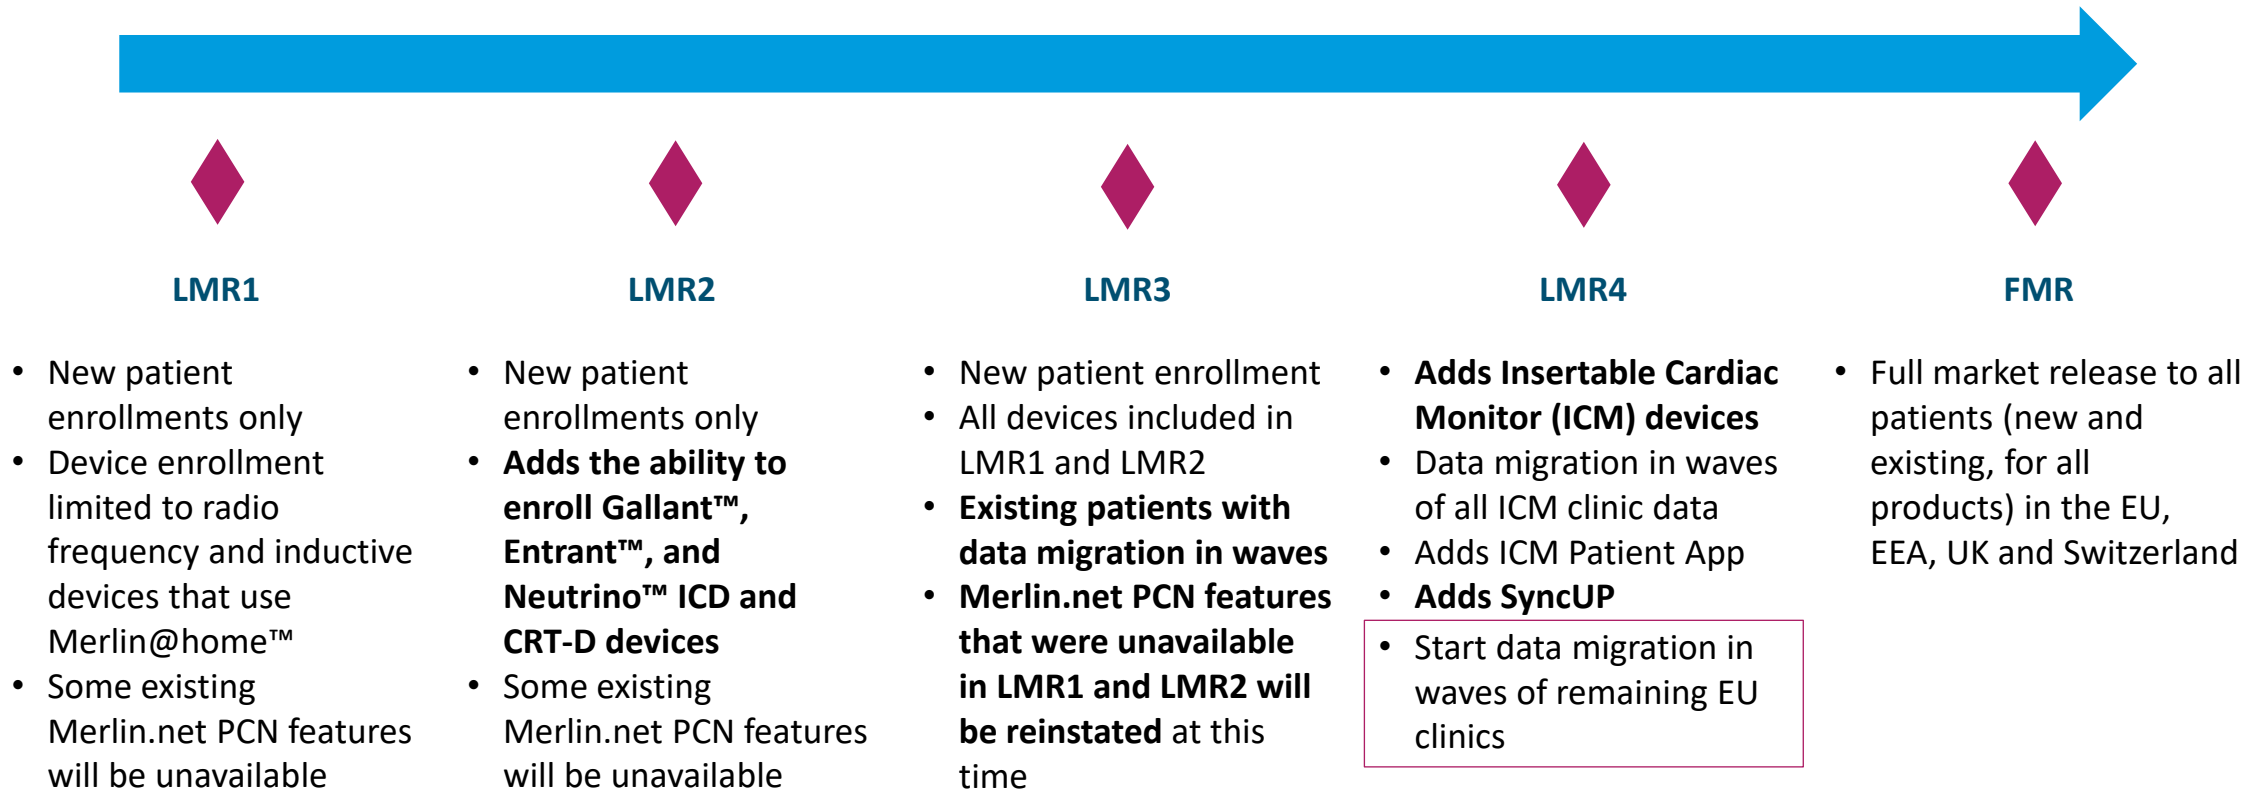 LMR1
• New patient
enrollments only
• Device enrollment
limited to radio
frequency and inductive
devices that use
Merlin@home™
• Some existing
Merlin.net PCN features
will be unavailable
LMR2
• New patient
enrollments only
• Adds the ability to
enroll Gallant™,
Entrant™, and
Neutrino™ ICD and
CRT-D devices
• Some existing
Merlin.net PCN features
will be unavailable
LMR3
• New patient enrollment
• All devices included in
LMR1 and LMR2
• Existing patients with
data migration in waves
• Merlin.net PCN features
that were unavailable
in LMR1 and LMR2 will
be reinstated at this
time
LMR4
• Adds Insertable Cardiac
Monitor (ICM) devices
• Data migration in waves
of all ICM clinic data
• Adds ICM Patient App
• Adds SyncUP
• Start data migration in
waves of remaining EU
clinics
FMR
• Full market release to all
patients (new and
existing, for all
products) in the EU,
EEA, UK and Switzerland